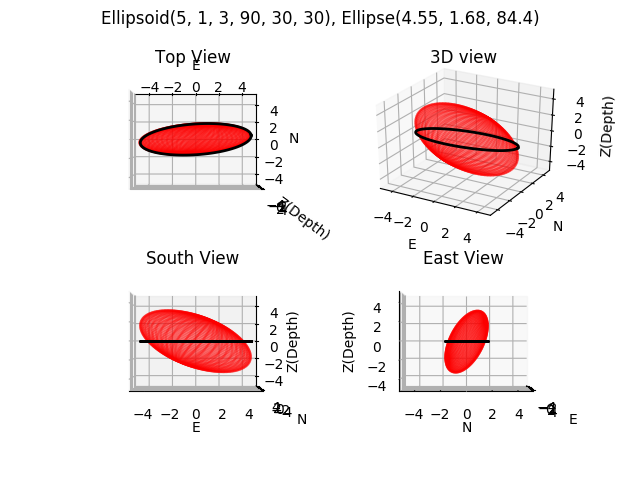 Ellipsoid(5, 1, 3, 90, 30, 30), Ellipse(4.55, 1.68, 84.4)
Top View
E
−4 −2 0 2 4
4
2
0
−2
−4
N
Z(Depth)
3D view
4
2
0
−2
−4
Z(Depth)
−4 −2 0 2 4
E
−4 −2 0 2 4
N
South View
4
2
0
−2
−4
Z(Depth)
−4 −2 0 2 4
E
N
East View
4
2
0
−2
−4
Z(Depth)
−4 −2 0 2 4
N
E